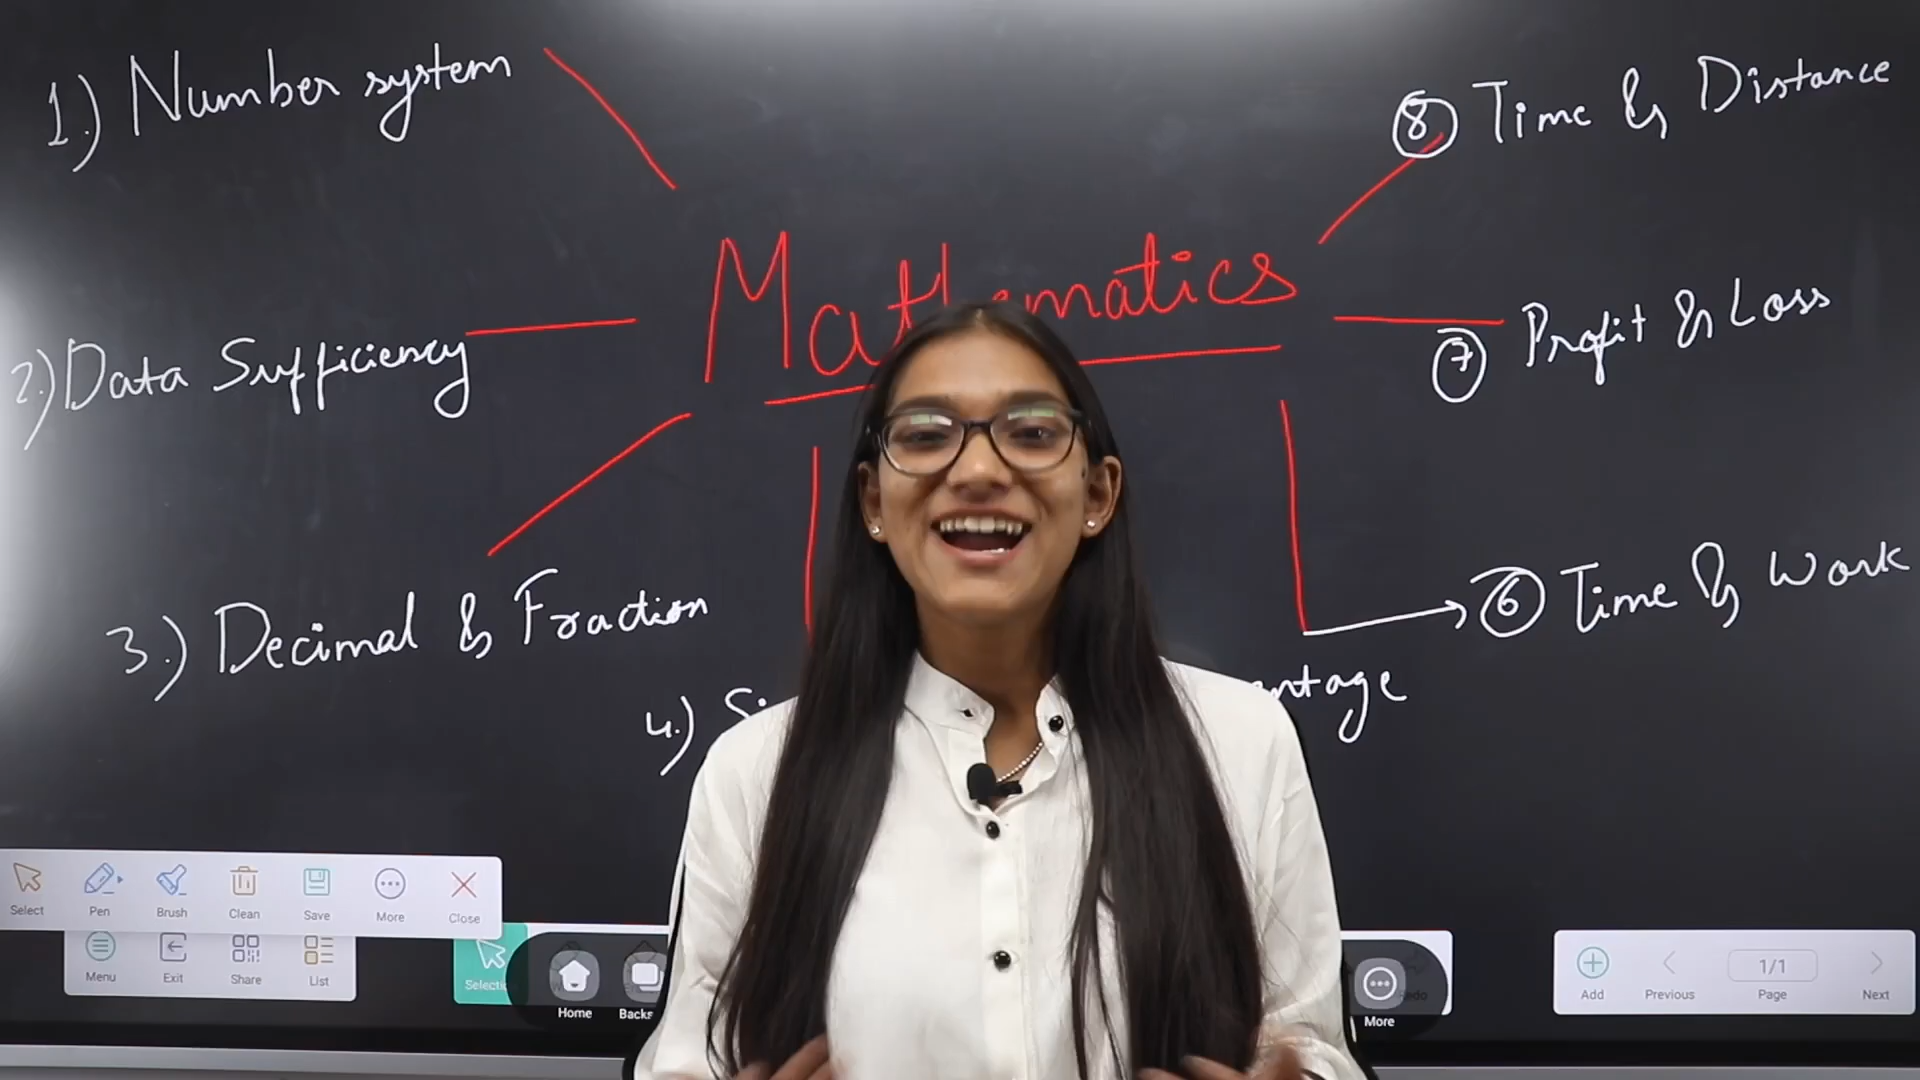 1.) Number system
8 Time & Distance
Mathematics
2.) Data Sufficiency
7 Profit & Loss
3.) Decimal & Fraction
6 Time & Work
4.)
Select
Pen
Brush
Clean
Save
More
Close
Menu
Exit
Share
List
Home
More
Add
Previous
1/1
Page
Next